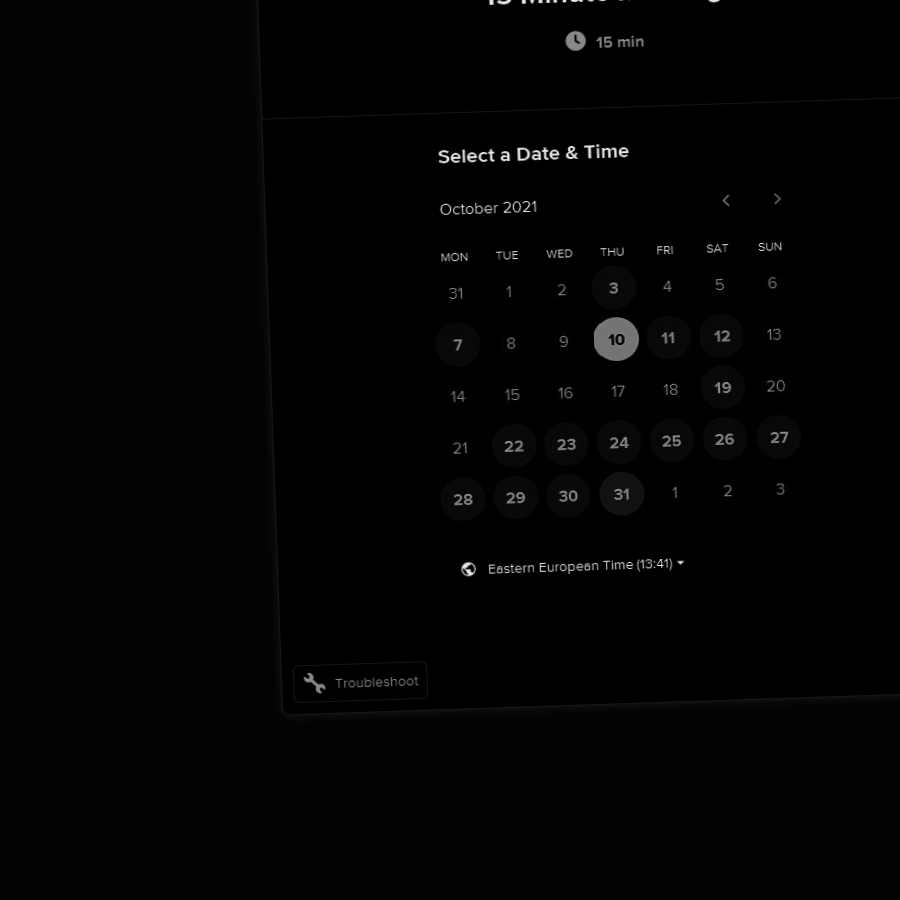 15 min
Select a Date & Time
October 2021
MON TUE WED THU FRI SAT SUN
31 1 2 3 4 5 6
7 8 9 10 11 12 13
14 15 16 17 18 19 20
21 22 23 24 25 26 27
28 29 30 31 1 2 3
Eastern European Time (13:41)
Troubleshoot